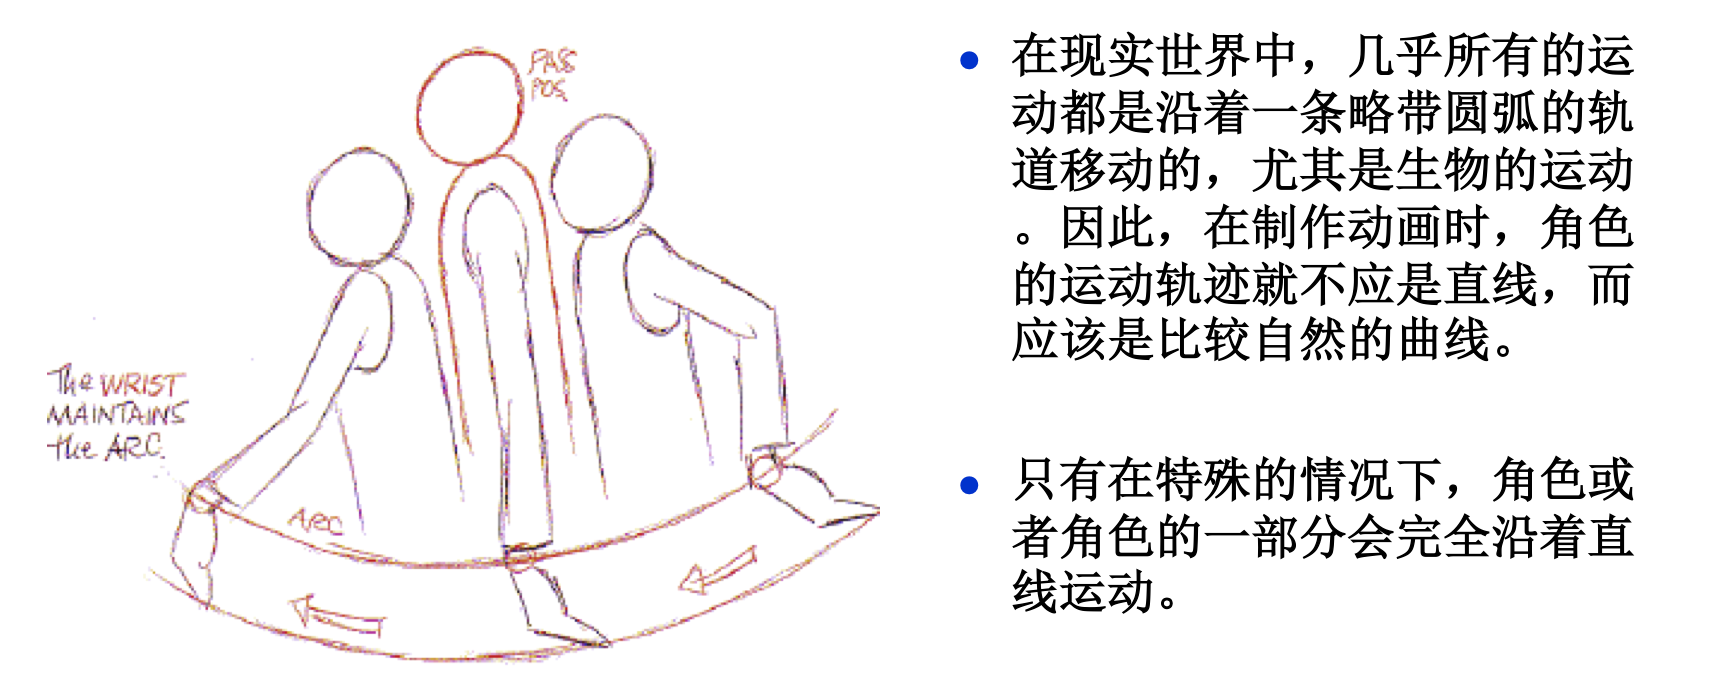 PASS
POS.
The WRIST
MAINTAINS
the ARC.
ARC
• 在现实世界中，几乎所有的运
动都是沿着一条略带圆弧的轨
道移动的，尤其是生物的运动
。因此，在制作动画时，角色
的运动轨迹就不应是直线，而
应该是比较自然的曲线。
• 只有在特殊的情况下，角色或
者角色的一部分会完全沿着直
线运动。